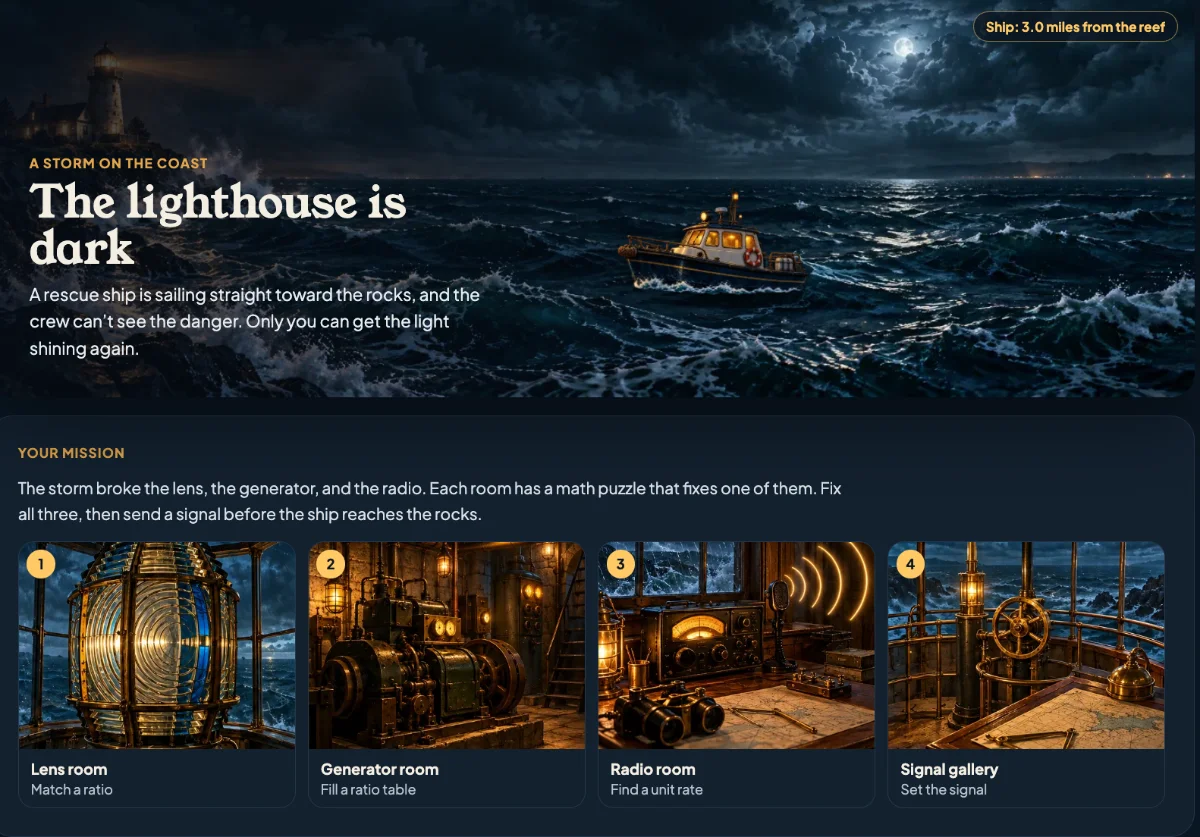 Ship: 3.0 miles from the reef
A STORM ON THE COAST
The lighthouse is
dark
A rescue ship is sailing straight toward the rocks, and the
crew can't see the danger. Only you can get the light
shining again.
YOUR MISSION
The storm broke the lens, the generator, and the radio. Each room has a math puzzle that fixes one of them. Fix
all three, then send a signal before the ship reaches the rocks.
1
Lens room
Match a ratio
2
Generator room
Fill a ratio table
3
Radio room
Find a unit rate
4
Signal gallery
Set the signal